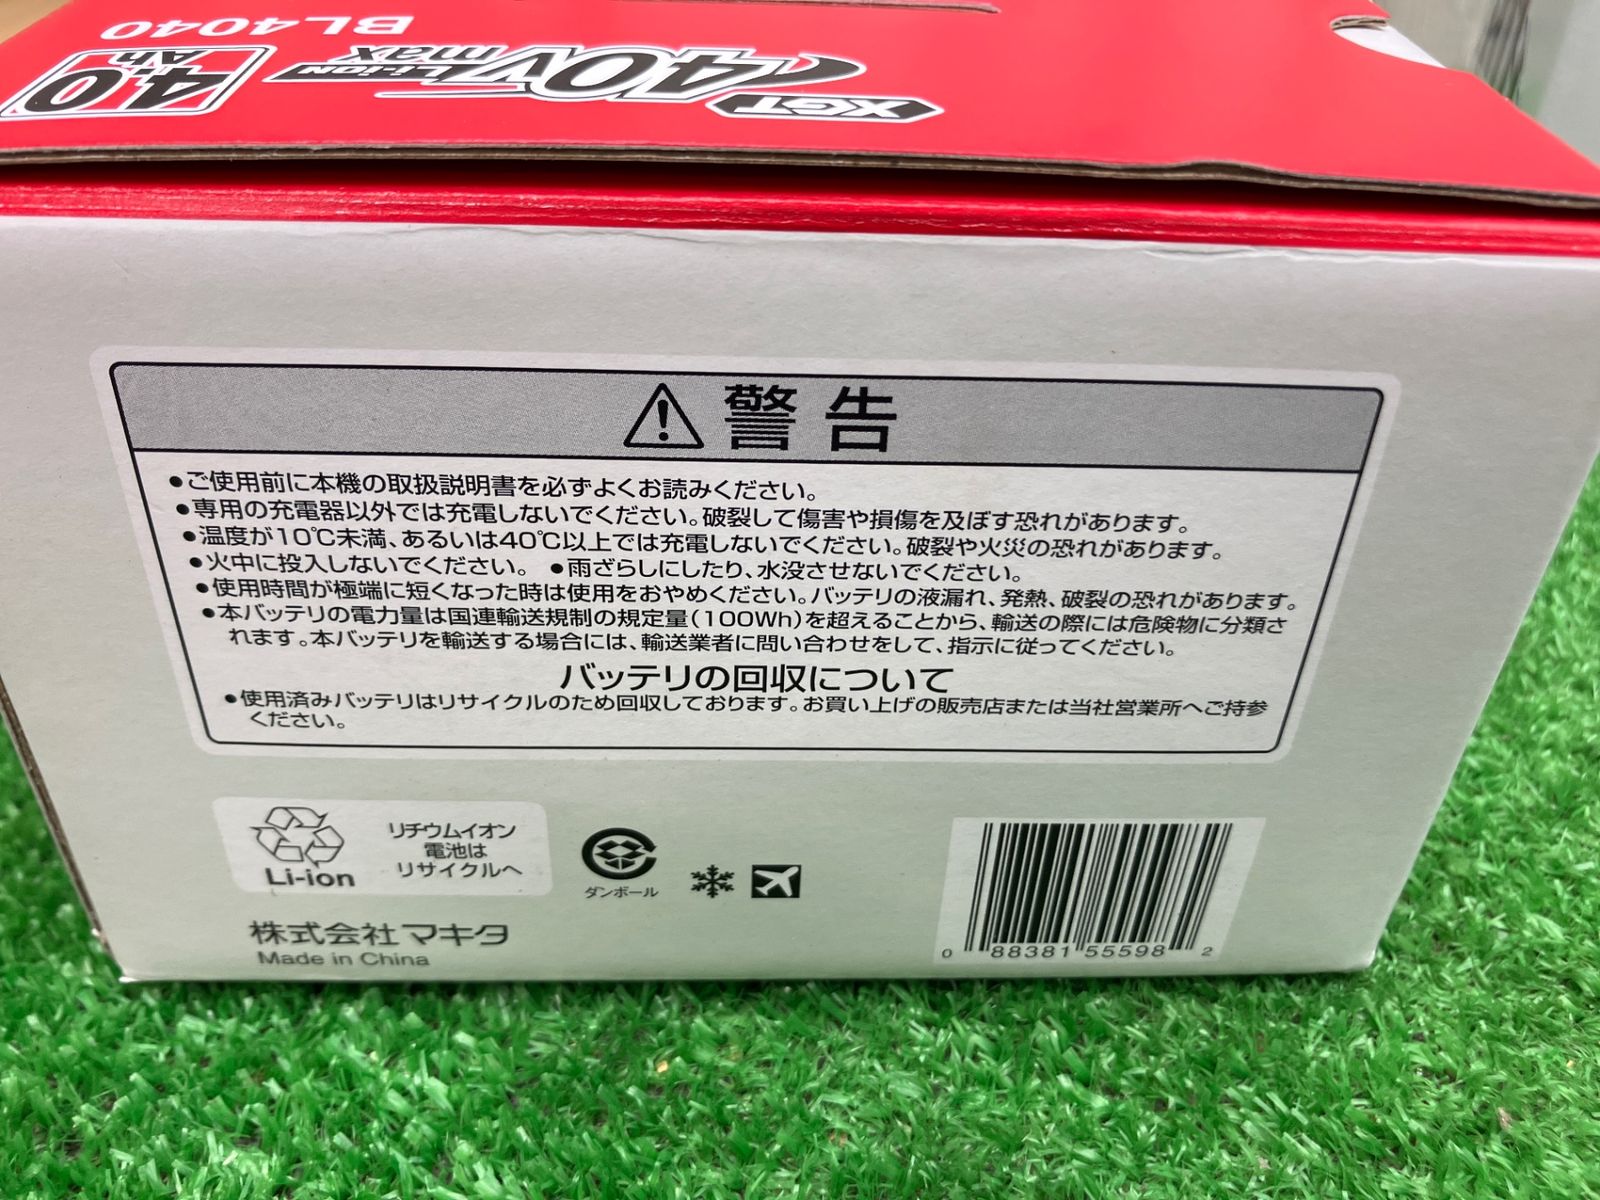 BL4040
4.0 Ah
40Vmax Li-ion
XGT
警告
●ご使用前に本機の取扱説明書を必ずよくお読みください。
●専用の充電器以外では充電しないでください。破裂して傷害や損傷を及ぼす恐れがあります。
●温度が10℃未満、あるいは40℃以上では充電しないでください。破裂や火災の恐れがあります。
●火中に投入しないでください。 ●雨ざらしにしたり、水没させないでください。
●使用時間が極端に短くなった時は使用をおやめください。バッテリの液漏れ、発熱、破裂の恐れがあります。
●本バッテリの電力量は国連輸送規制の規定量(100Wh)を超えることから、輸送の際には危険物に分類さ
れます。本バッテリを輸送する場合には、輸送業者に問い合わせをして、指示に従ってください。
バッテリの回収について
●使用済みバッテリはリサイクルのため回収しております。お買い上げの販売店または当社営業所へご持参
ください。
リチウムイオン
電池は
リサイクルへ
Li-ion
ダンボール
株式会社マキタ
Made in China
0 88381 55598 2